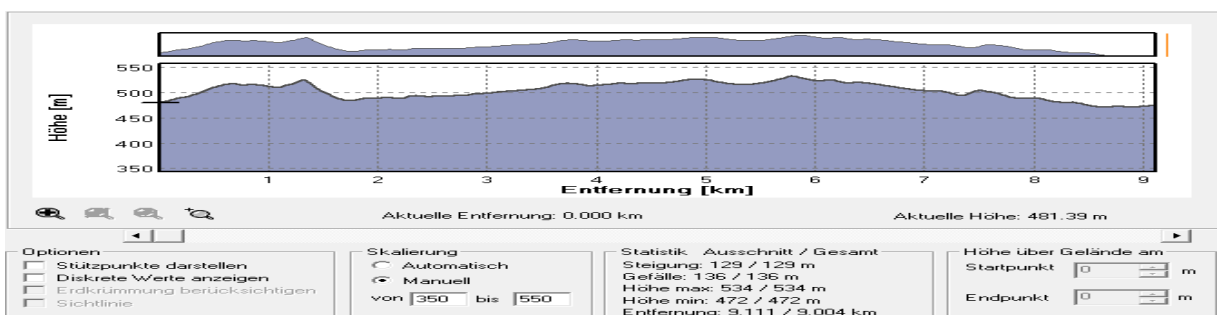 550
500
450
400
350
Höhe [m]
1 2 3 4 5 6 7 8 9
Entfernung [km]
Aktuelle Entfernung: 0.000 km
Aktuelle Höhe: 481.39 m
Optionen
Stützpunkte darstellen
Diskrete Werte anzeigen
Erdkrümmung berücksichtigen
Sichtlinie
Skalierung
Automatisch
Manuell
von 350 bis 550
Statistik Ausschnitt / Gesamt
Steigung: 129 / 129 m
Gefälle: 136 / 136 m
Höhe max: 534 / 534 m
Höhe min: 472 / 472 m
Entfernung: 9.111 / 9.004 km
Höhe über Gelände am
Startpunkt 0 m
Endpunkt 0 m